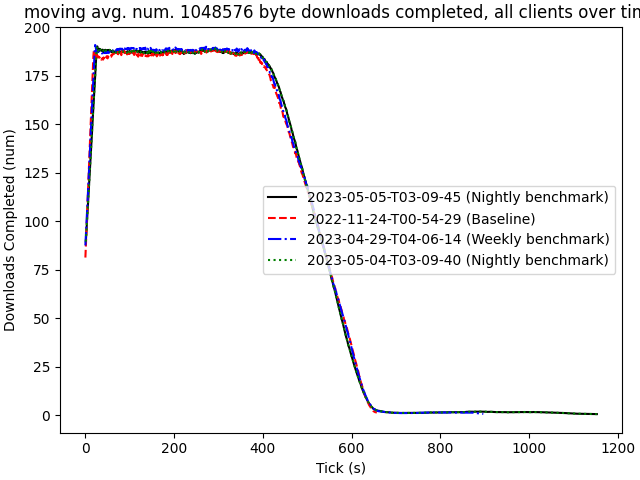 moving avg. num. 1048576 byte downloads completed, all clients over tim
200
175
150
125
100
75
50
25
0
Downloads Completed (num)
2023-05-05-T03-09-45 (Nightly benchmark)
2022-11-24-T00-54-29 (Baseline)
2023-04-29-T04-06-14 (Weekly benchmark)
2023-05-04-T03-09-40 (Nightly benchmark)
0 200 400 600 800 1000 1200
Tick (s)